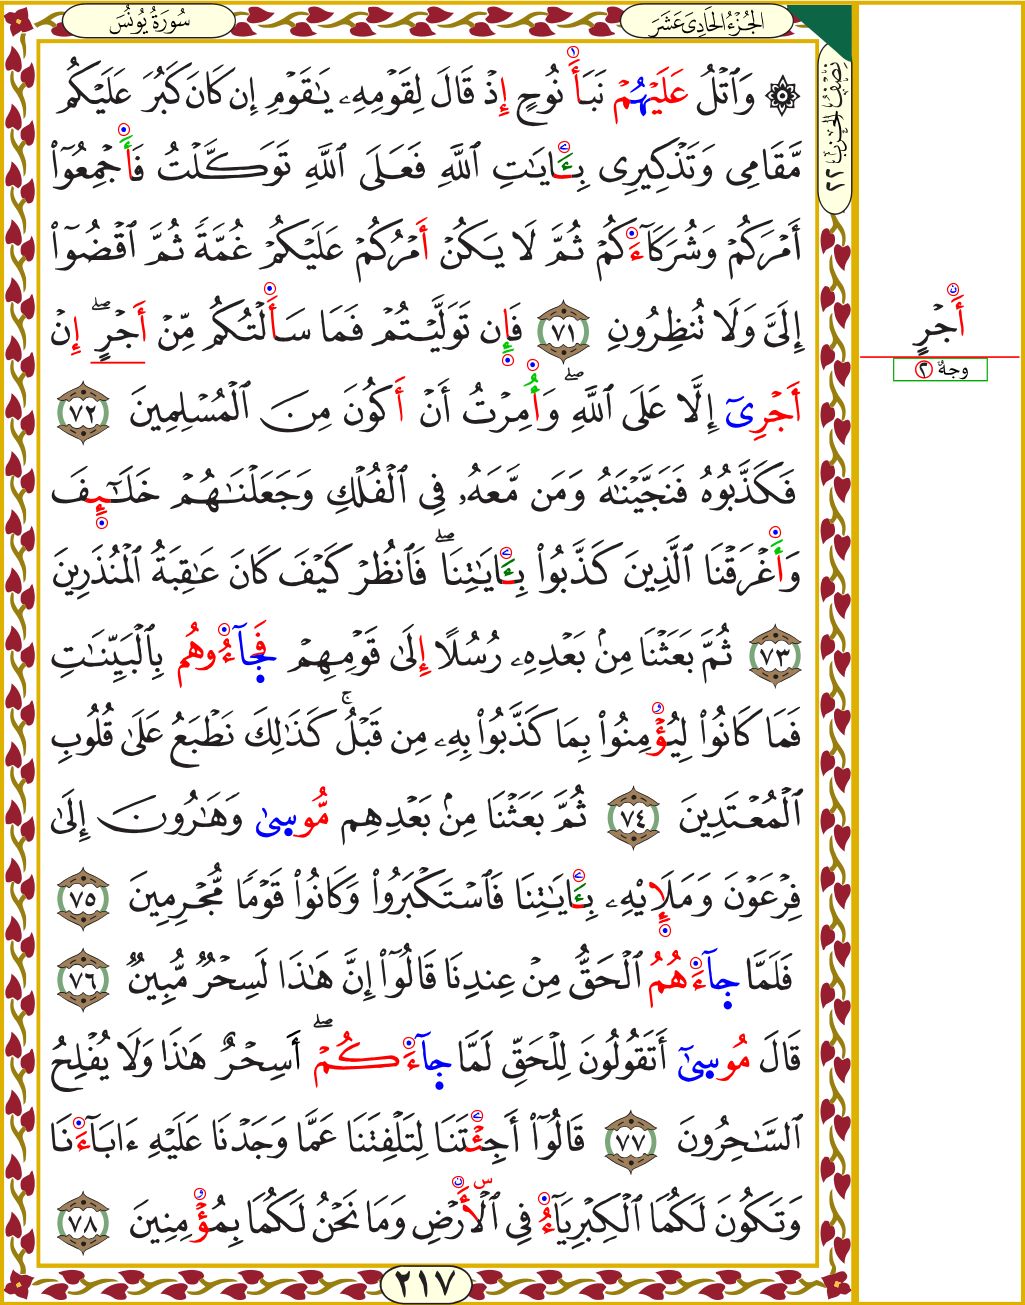 سُورَةُ يُونُسَ
الجُزْءُ الحَادِىَ عَشَرَ
نِصْفُ الحِزْبِ ٢٢
۞ وَٱتْلُ عَلَيْهُمْ نَبَأَ نُوحٍ إِذْ قَالَ لِقَوْمِهِۦ يَٰقَوْمِ إِن كَانَ كَبُرَ عَلَيْكُم
مَّقَامِى وَتَذْكِيرِى بِـَٔايَٰتِ ٱللَّهِ فَعَلَى ٱللَّهِ تَوَكَّلْتُ فَأَجْمِعُوٓا۟
أَمْرَكُمْ وَشُرَكَآءَكُمْ ثُمَّ لَا يَكُنْ أَمْرُكُمْ عَلَيْكُمْ غُمَّةً ثُمَّ ٱقْضُوٓا۟
إِلَىَّ وَلَا تُنظِرُونِ ٧١ فَإِن تَوَلَّيْتُمْ فَمَا سَأَلْتُكُم مِّنْ أَجْرٍۖ إِنْ
أَجْرِىٓ إِلَّا عَلَى ٱللَّهِۖ وَأُمِرْتُ أَنْ أَكُونَ مِنَ ٱلْمُسْلِمِينَ ٧٢
فَكَذَّبُوهُ فَنَجَّيْنَٰهُ وَمَن مَّعَهُۥ فِى ٱلْفُلْكِ وَجَعَلْنَٰهُمْ خَلَٰٓئِفَ
وَأَغْرَقْنَا ٱلَّذِينَ كَذَّبُوا۟ بِـَٔايَٰتِنَاۖ فَٱنظُرْ كَيْفَ كَانَ عَٰقِبَةُ ٱلْمُنذَرِينَ
٧٣ ثُمَّ بَعَثْنَا مِنۢ بَعْدِهِۦ رُسُلًا إِلَىٰ قَوْمِهِمْ فَجَآءُوهُم بِٱلْبَيِّنَٰتِ
فَمَا كَانُوا۟ لِيُؤْمِنُوا۟ بِمَا كَذَّبُوا۟ بِهِۦ مِن قَبْلُۚ كَذَٰلِكَ نَطْبَعُ عَلَىٰ قُلُوبِ
ٱلْمُعْتَدِينَ ٧٤ ثُمَّ بَعَثْنَا مِنۢ بَعْدِهِم مُّوسَىٰ وَهَٰرُونَ إِلَىٰ
فِرْعَوْنَ وَمَلَإِي۟هِۦ بِـَٔايَٰتِنَا فَٱسْتَكْبَرُوا۟ وَكَانُوا۟ قَوْمًا مُّجْرِمِينَ ٧٥
فَلَمَّا جَآءَهُمُ ٱلْحَقُّ مِنْ عِندِنَا قَالُوٓا۟ إِنَّ هَٰذَا لَسِحْرٌ مُّبِينٌ ٧٦
قَالَ مُوسَىٰٓ أَتَقُولُونَ لِلْحَقِّ لَمَّا جَآءَكُمْۖ أَسِحْرٌ هَٰذَا وَلَا يُفْلِحُ
ٱلسَّٰحِرُونَ ٧٧ قَالُوٓا۟ أَجِئْتَنَا لِتَلْفِتَنَا عَمَّا وَجَدْنَا عَلَيْهِ ءَابَآءَنَا
وَتَكُونَ لَكُمَا ٱلْكِبْرِيَآءُ فِى ٱلْأَرْضِ وَمَا نَحْنُ لَكُمَا بِمُؤْمِنِينَ ٧٨
٢١٧
أَجْرٍ
وجهٌ ٢